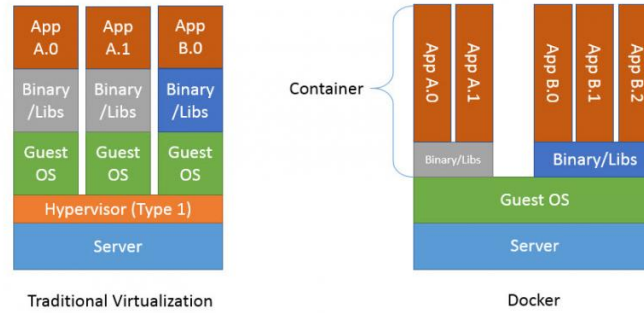 App
A.0
App
A.1
App
B.0
Binary
/Libs
Binary
/Libs
Binary
/Libs
Guest
OS
Guest
OS
Guest
OS
Hypervisor (Type 1)
Server
Traditional Virtualization
Container
App A.0
App A.1
App B.0
App B.1
App B.2
Binary/Libs
Binary/Libs
Guest OS
Server
Docker